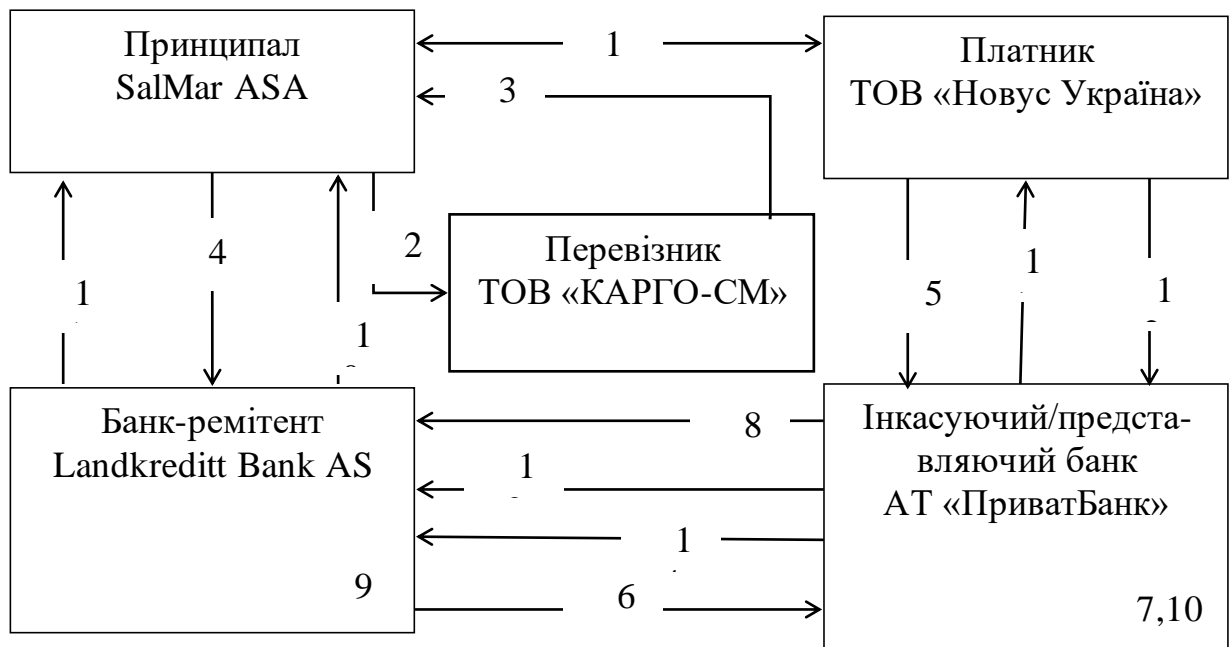 Принципал
SalMar ASA
1
3
Платник
ТОВ «Новус Україна»
4
2
Перевізник
ТОВ «КАРГО-СМ»
5
1
1
1
1
Банк-ремітент
Landkreditt Bank AS
9
8
1
1
6
Інкасуючий/предста-
вляючий банк
АТ «ПриватБанк»
7,10